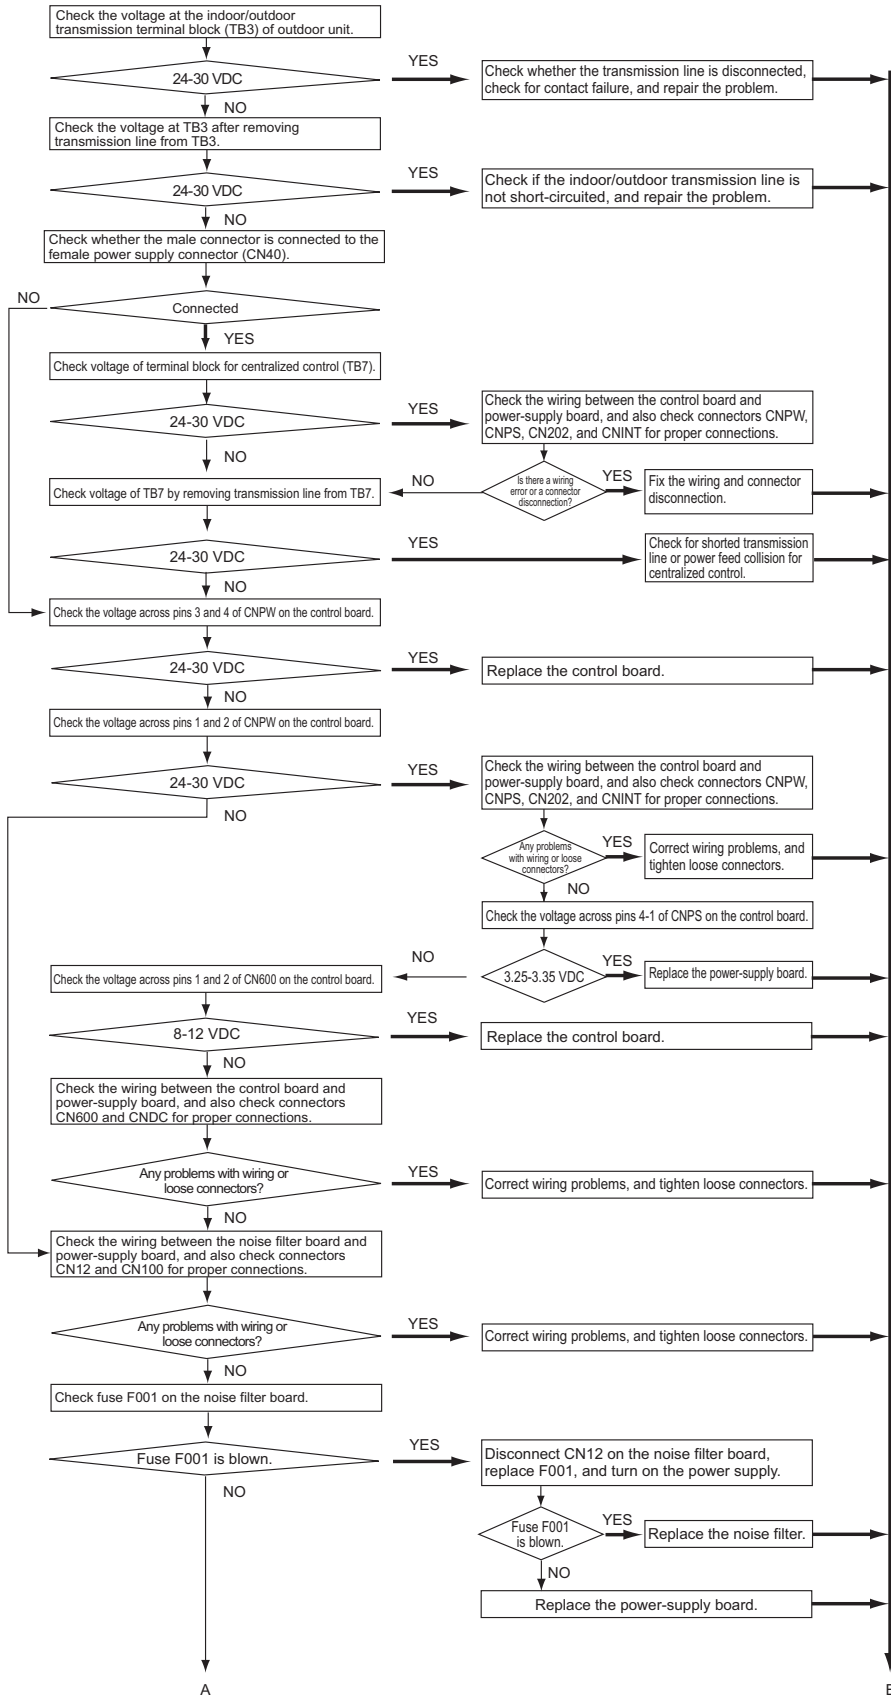 Check the voltage at the indoor/outdoor
transmission terminal block (TB3) of outdoor unit.
24-30 VDC
YES
Check whether the transmission line is disconnected,
check for contact failure, and repair the problem.
NO
Check the voltage at TB3 after removing
transmission line from TB3.
24-30 VDC
YES
Check if the indoor/outdoor transmission line is
not short-circuited, and repair the problem.
NO
Check whether the male connector is connected to the
female power supply connector (CN40).
NO
Connected
YES
Check voltage of terminal block for centralized control (TB7).
24-30 VDC
YES
Check the wiring between the control board and
power-supply board, and also check connectors CNPW,
CNPS, CN202, and CNINT for proper connections.
NO
Is there a wiring
error or a connector
disconnection?
YES
Fix the wiring and connector
disconnection.
NO
Check voltage of TB7 by removing transmission line from TB7.
24-30 VDC
YES
Check for shorted transmission
line or power feed collision for
centralized control.
NO
Check the voltage across pins 3 and 4 of CNPW on the control board.
24-30 VDC
YES
Replace the control board.
NO
Check the voltage across pins 1 and 2 of CNPW on the control board.
24-30 VDC
YES
Check the wiring between the control board and
power-supply board, and also check connectors CNPW,
CNPS, CN202, and CNINT for proper connections.
NO
Any problems
with wiring or loose
connectors?
YES
Correct wiring problems, and
tighten loose connectors.
NO
Check the voltage across pins 4-1 of CNPS on the control board.
3.25-3.35 VDC
YES
Replace the power-supply board.
NO
Check the voltage across pins 1 and 2 of CN600 on the control board.
8-12 VDC
YES
Replace the control board.
NO
Check the wiring between the control board and
power-supply board, and also check connectors
CN600 and CNDC for proper connections.
Any problems with wiring or
loose connectors?
YES
Correct wiring problems, and tighten loose connectors.
NO
Check the wiring between the noise filter board and
power-supply board, and also check connectors
CN12 and CN100 for proper connections.
Any problems with wiring or
loose connectors?
YES
Correct wiring problems, and tighten loose connectors.
NO
Check fuse F001 on the noise filter board.
Fuse F001 is blown.
YES
Disconnect CN12 on the noise filter board,
replace F001, and turn on the power supply.
NO
Fuse F001
is blown.
YES
Replace the noise filter.
NO
Replace the power-supply board.
A